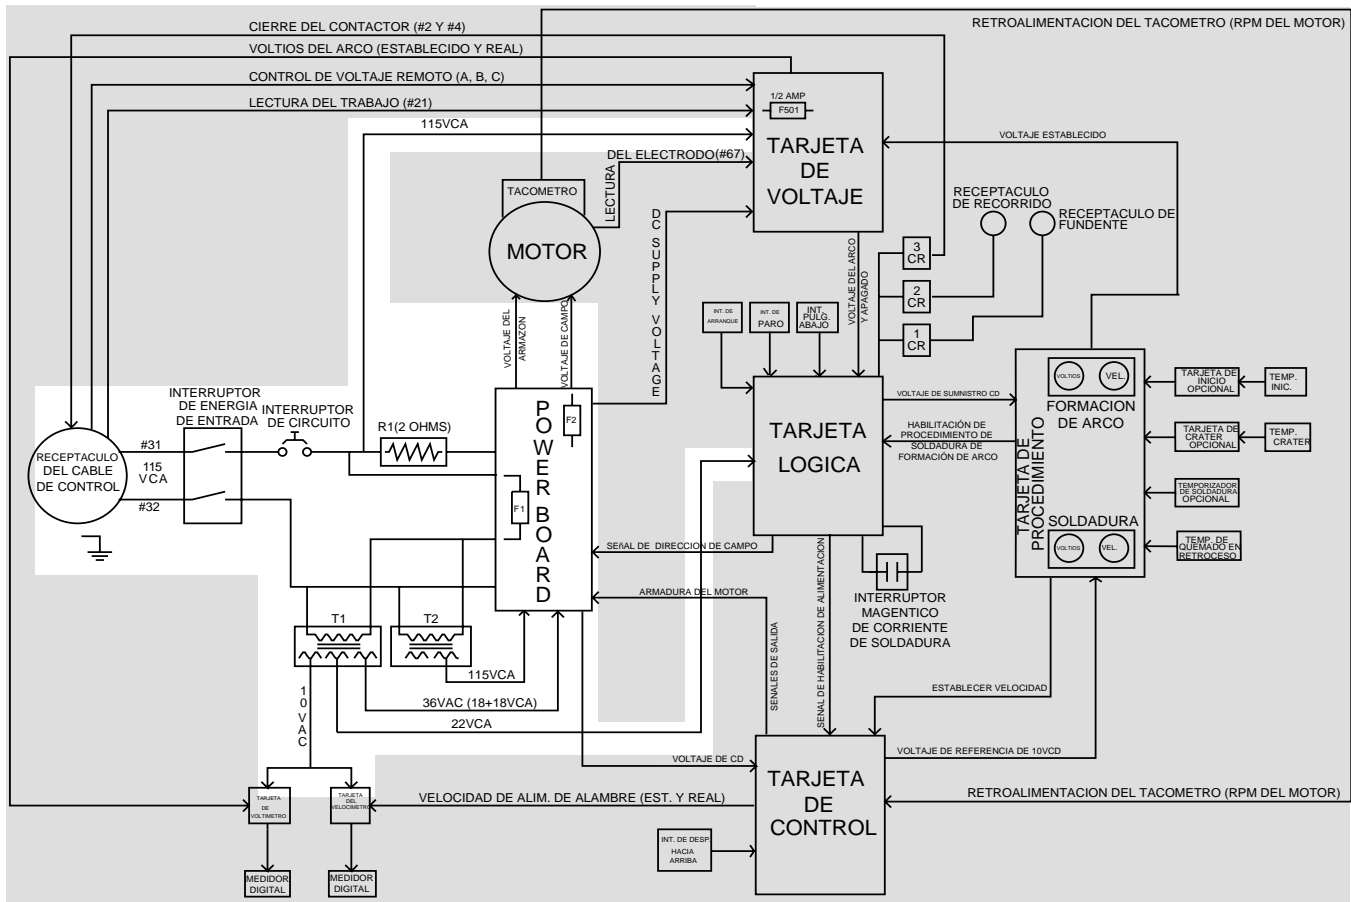 RETROALIMENTACION DEL TACOMETRO (RPM DEL MOTOR)
CIERRE DEL CONTACTOR (#2 Y #4)
VOLTIOS DEL ARCO (ESTABLECIDO Y REAL)
CONTROL DE VOLTAJE REMOTO (A, B, C)
LECTURA DEL TRABAJO (#21)
115VCA
1/2 AMP
F501
TARJETA
DE
VOLTAJE
VOLTAJE ESTABLECIDO
DEL ELECTRODO(#67)
LECTURA
TACOMETRO
MOTOR
DC SUPPLY VOLTAGE
RECEPTACULO
DE RECORRIDO
RECEPTACULO DE
FUNDENTE
3
CR
2
CR
1
CR
VOLTAJE DEL ARCO
Y APAGADO
INT. DE
ARRANQUE
INT. DE
PARO
INT.
PULG.
ABAJO
VOLTAJE DEL
ARMAZON
VOLTAJE DE CAMPO
INTERRUPTOR
DE ENERGIA
DE ENTRADA
INTERRUPTOR
DE CIRCUITO
R1(2 OHMS)
POWER BOARD
F2
F1
RECEPTACULO
DEL CABLE
DE CONTROL
#31
115
VCA
#32
TARJETA
LOGICA
VOLTAJE DE SUMINISTRO CD
HABILITACIÓN DE
PROCEDIMIENTO DE
SOLDADURA DE
FORMACIÓN DE ARCO
TARJETA DE
PROCEDIMIENTO
VOLTIOS
VEL.
FORMACION
DE ARCO
SOLDADURA
VOLTIOS
VEL.
TARJETA DE
INICIO
OPCIONAL
TEMP.
INIC.
TARJETA DE
CRATER
OPCIONAL
TEMP.
CRATER
TEMPORIZADOR
DE SOLDADURA
OPCIONAL
TEMP. DE
QUEMADO EN
RETROCESO
SEñAL DE DIRECCION DE CAMPO
ARMADURA DEL MOTOR
INTERRUPTOR
MAGENTICO
DE CORRIENTE
DE SOLDADURA
T1
T2
115VCA
36VAC (18+18VCA)
22VCA
10 VAC
SENALES DE SALIDA
SENAL DE HABILITACION DE ALIMENTACION
ESTABLECER VELOCIDAD
VOLTAJE DE CD
VOLTAJE DE REFERENCIA DE 10VCD
TARJETA
DE
CONTROL
TARJETA
DE
VOLTIMETRO
TARJETA
DEL
VELOCIMETRO
VELOCIDAD DE ALIM. DE ALAMBRE (EST. Y REAL)
RETROALIMENTACION DEL TACOMETRO (RPM DEL MOTOR)
INT. DE DESP.
HACIA
ARRIBA
MEDIDOR
DIGITAL
MEDIDOR
DIGITAL